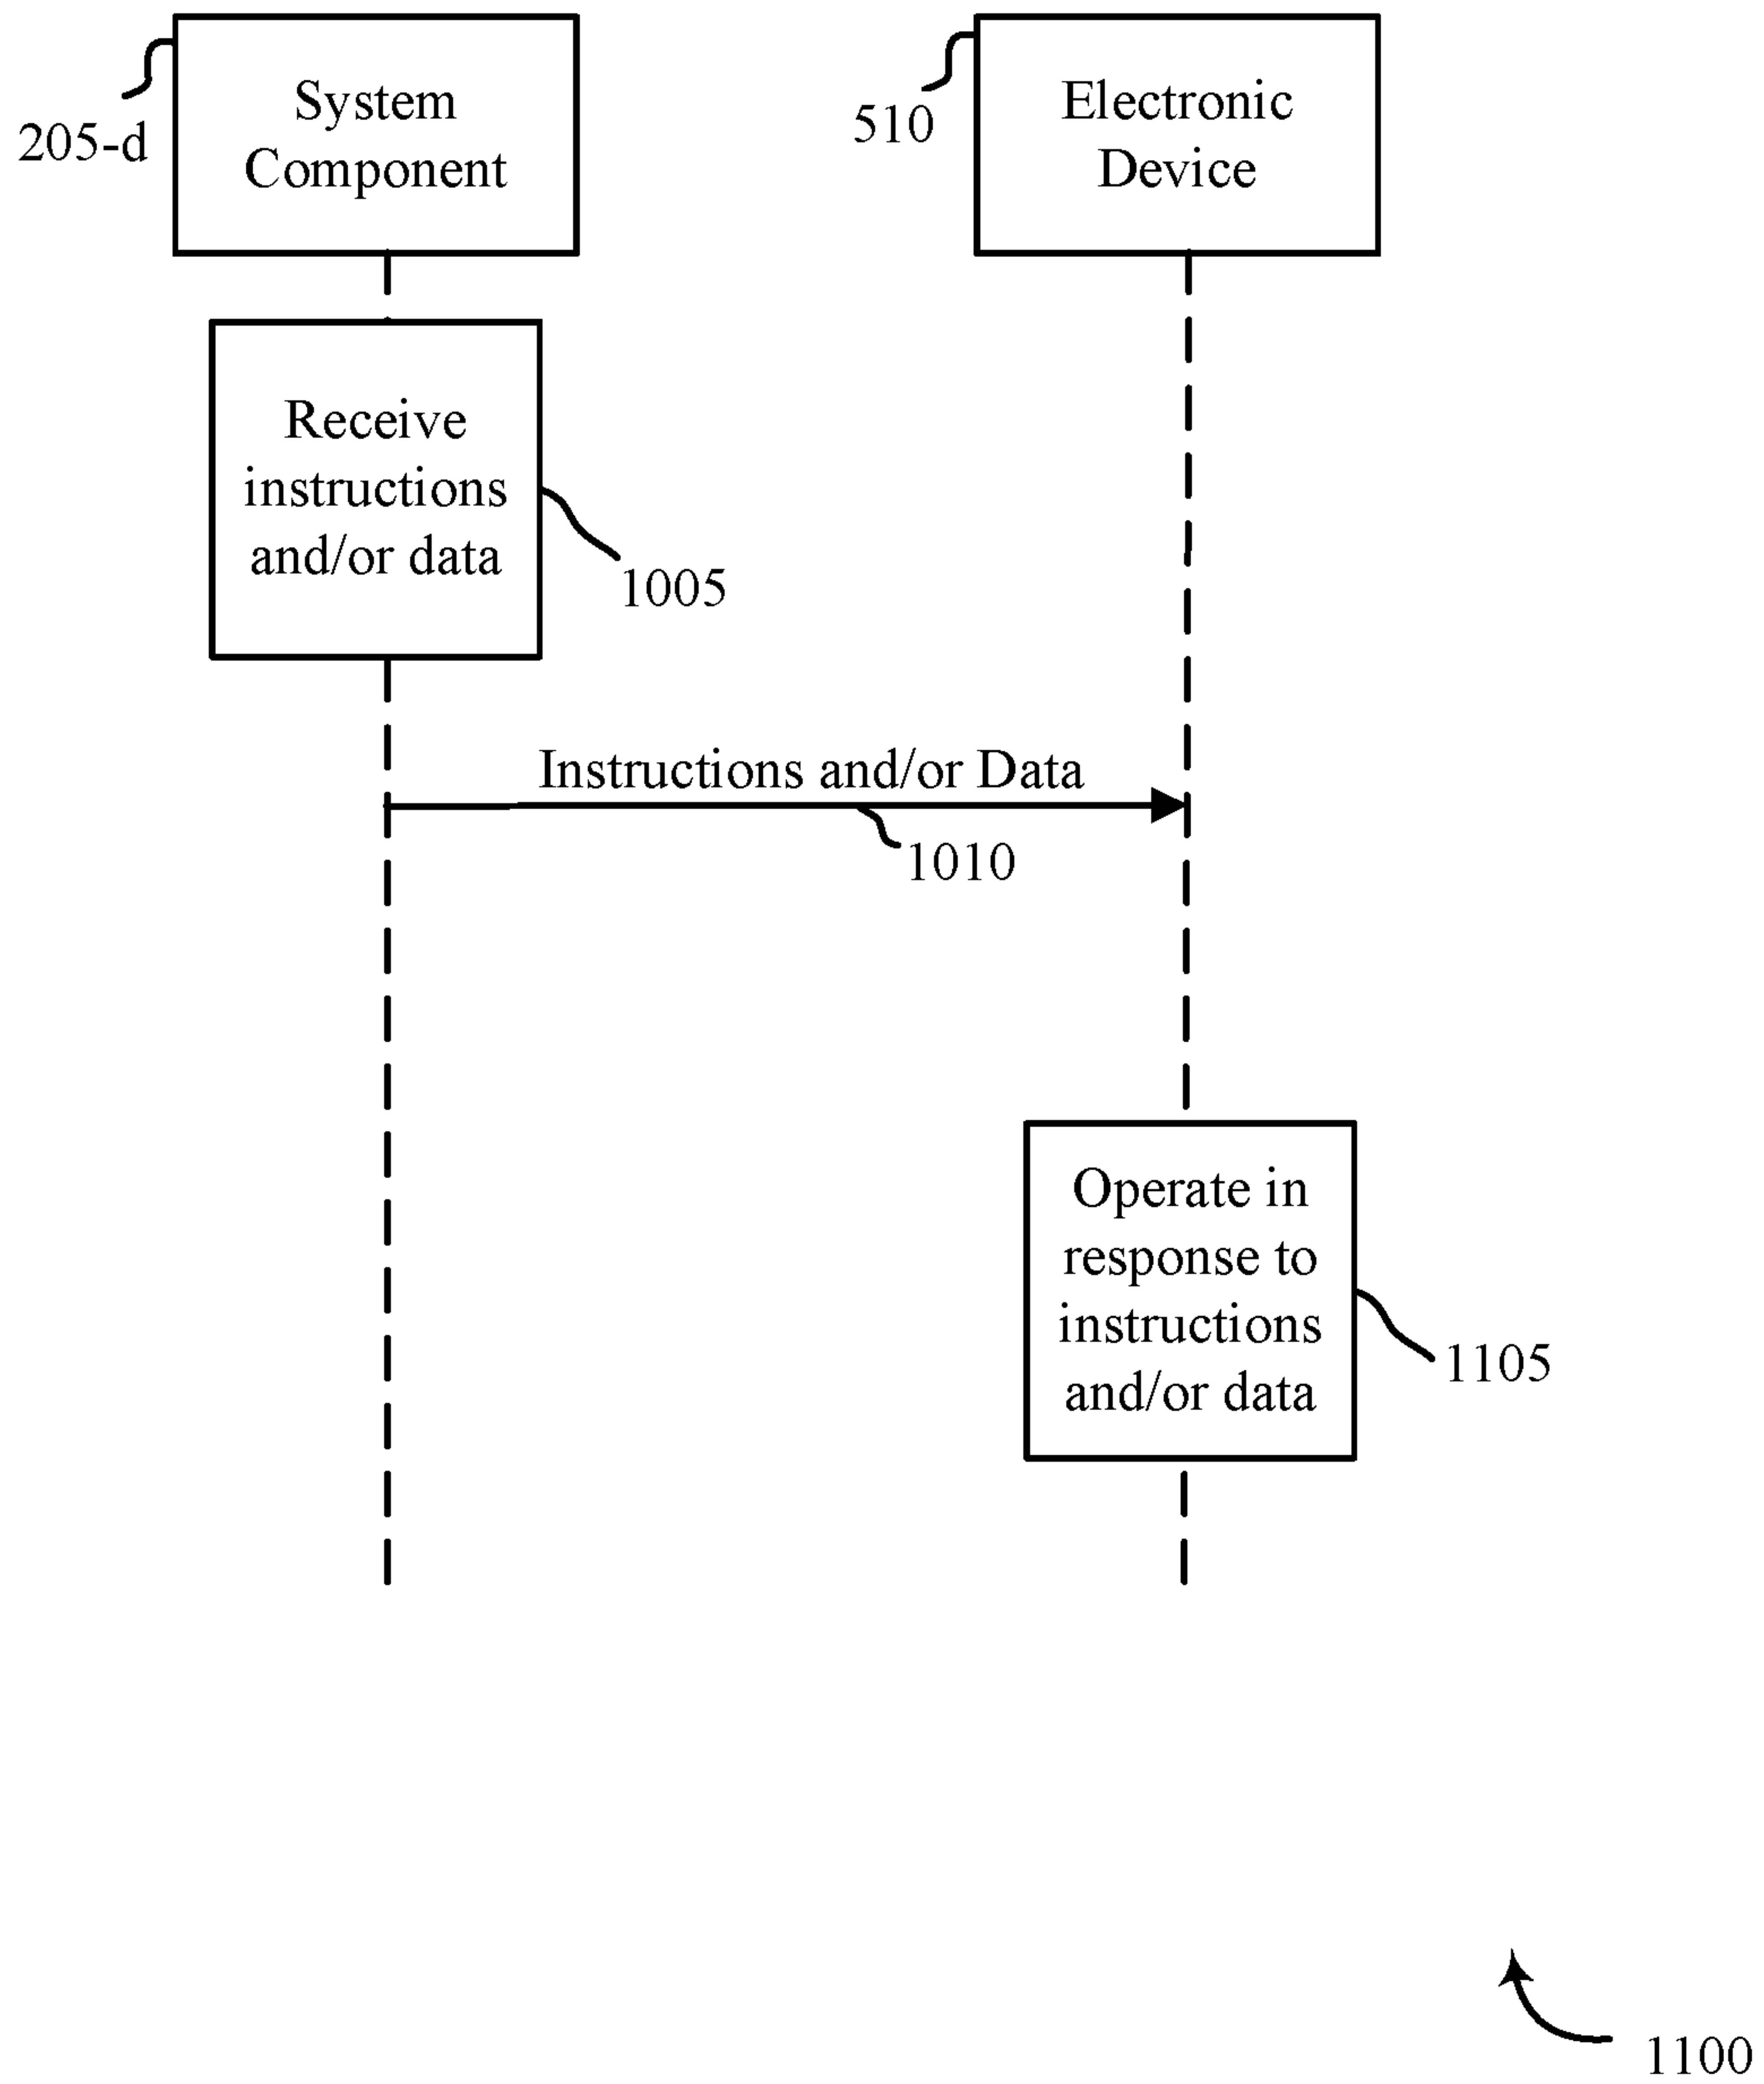 System
Component
205-d
Electronic
Device
510
Receive
instructions
and/or data
1005
Instructions and/or Data
1010
Operate in
response to
instructions
and/or data
1105
1100